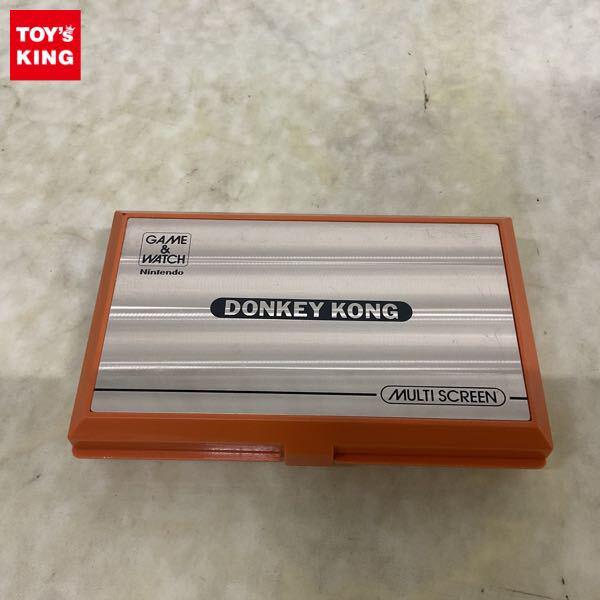 TOY'S
KING
GAME
&
WATCH
Nintendo
DONKEY KONG
MULTI SCREEN